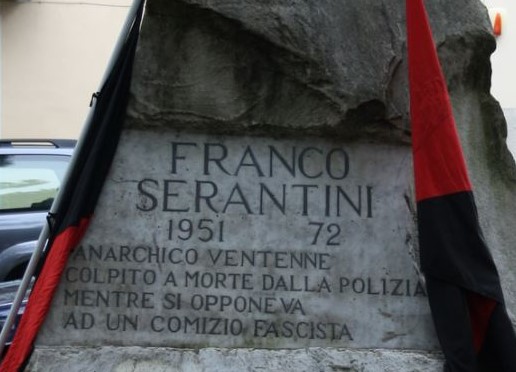 FRANCO
SERANTINI
1951 72
ANARCHICO VENTENNE
COLPITO A MORTE DALLA POLIZIA
MENTRE SI OPPONEVA
AD UN COMIZIO FASCISTA